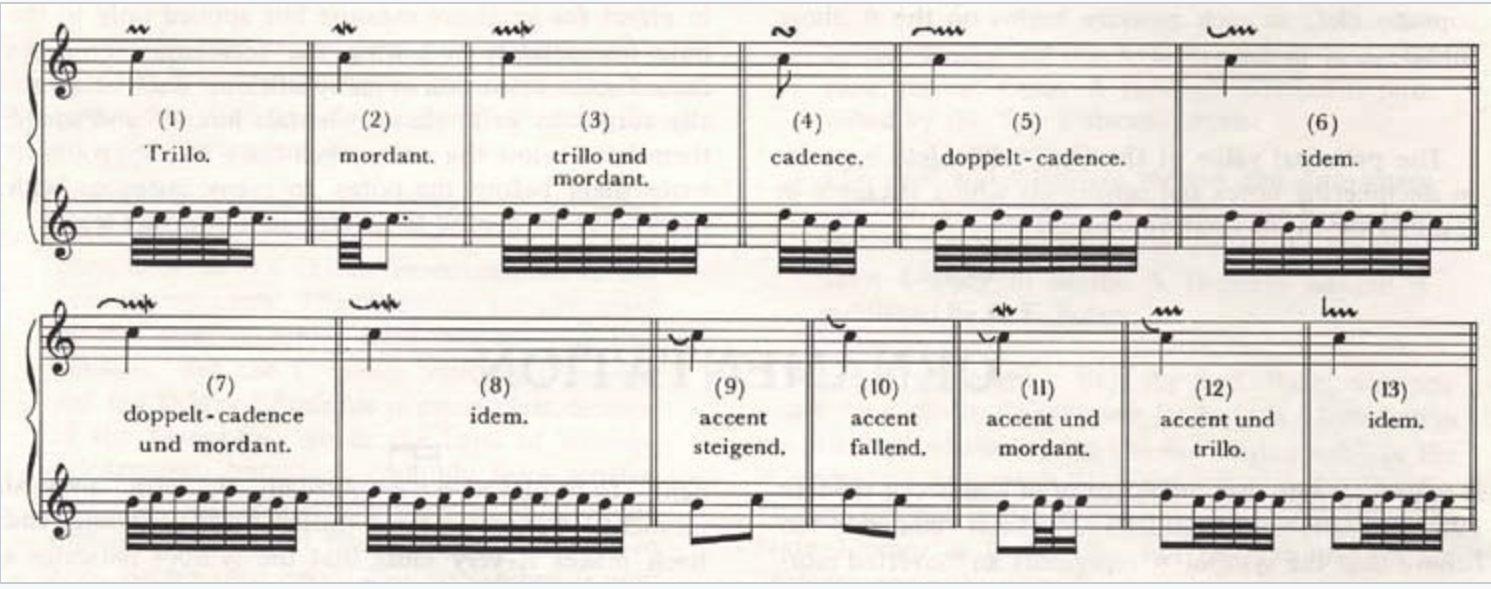 (1) (2) (3) (4) (5) (6)
Trillo. mordant. trillo und cadence. doppelt-cadence. idem.
mordant.
(7) (8) (9) (10) (11) (12) (13)
doppelt-cadence idem. accent accent accent und accent und idem.
und mordant. steigend. fallend. mordant. trillo.